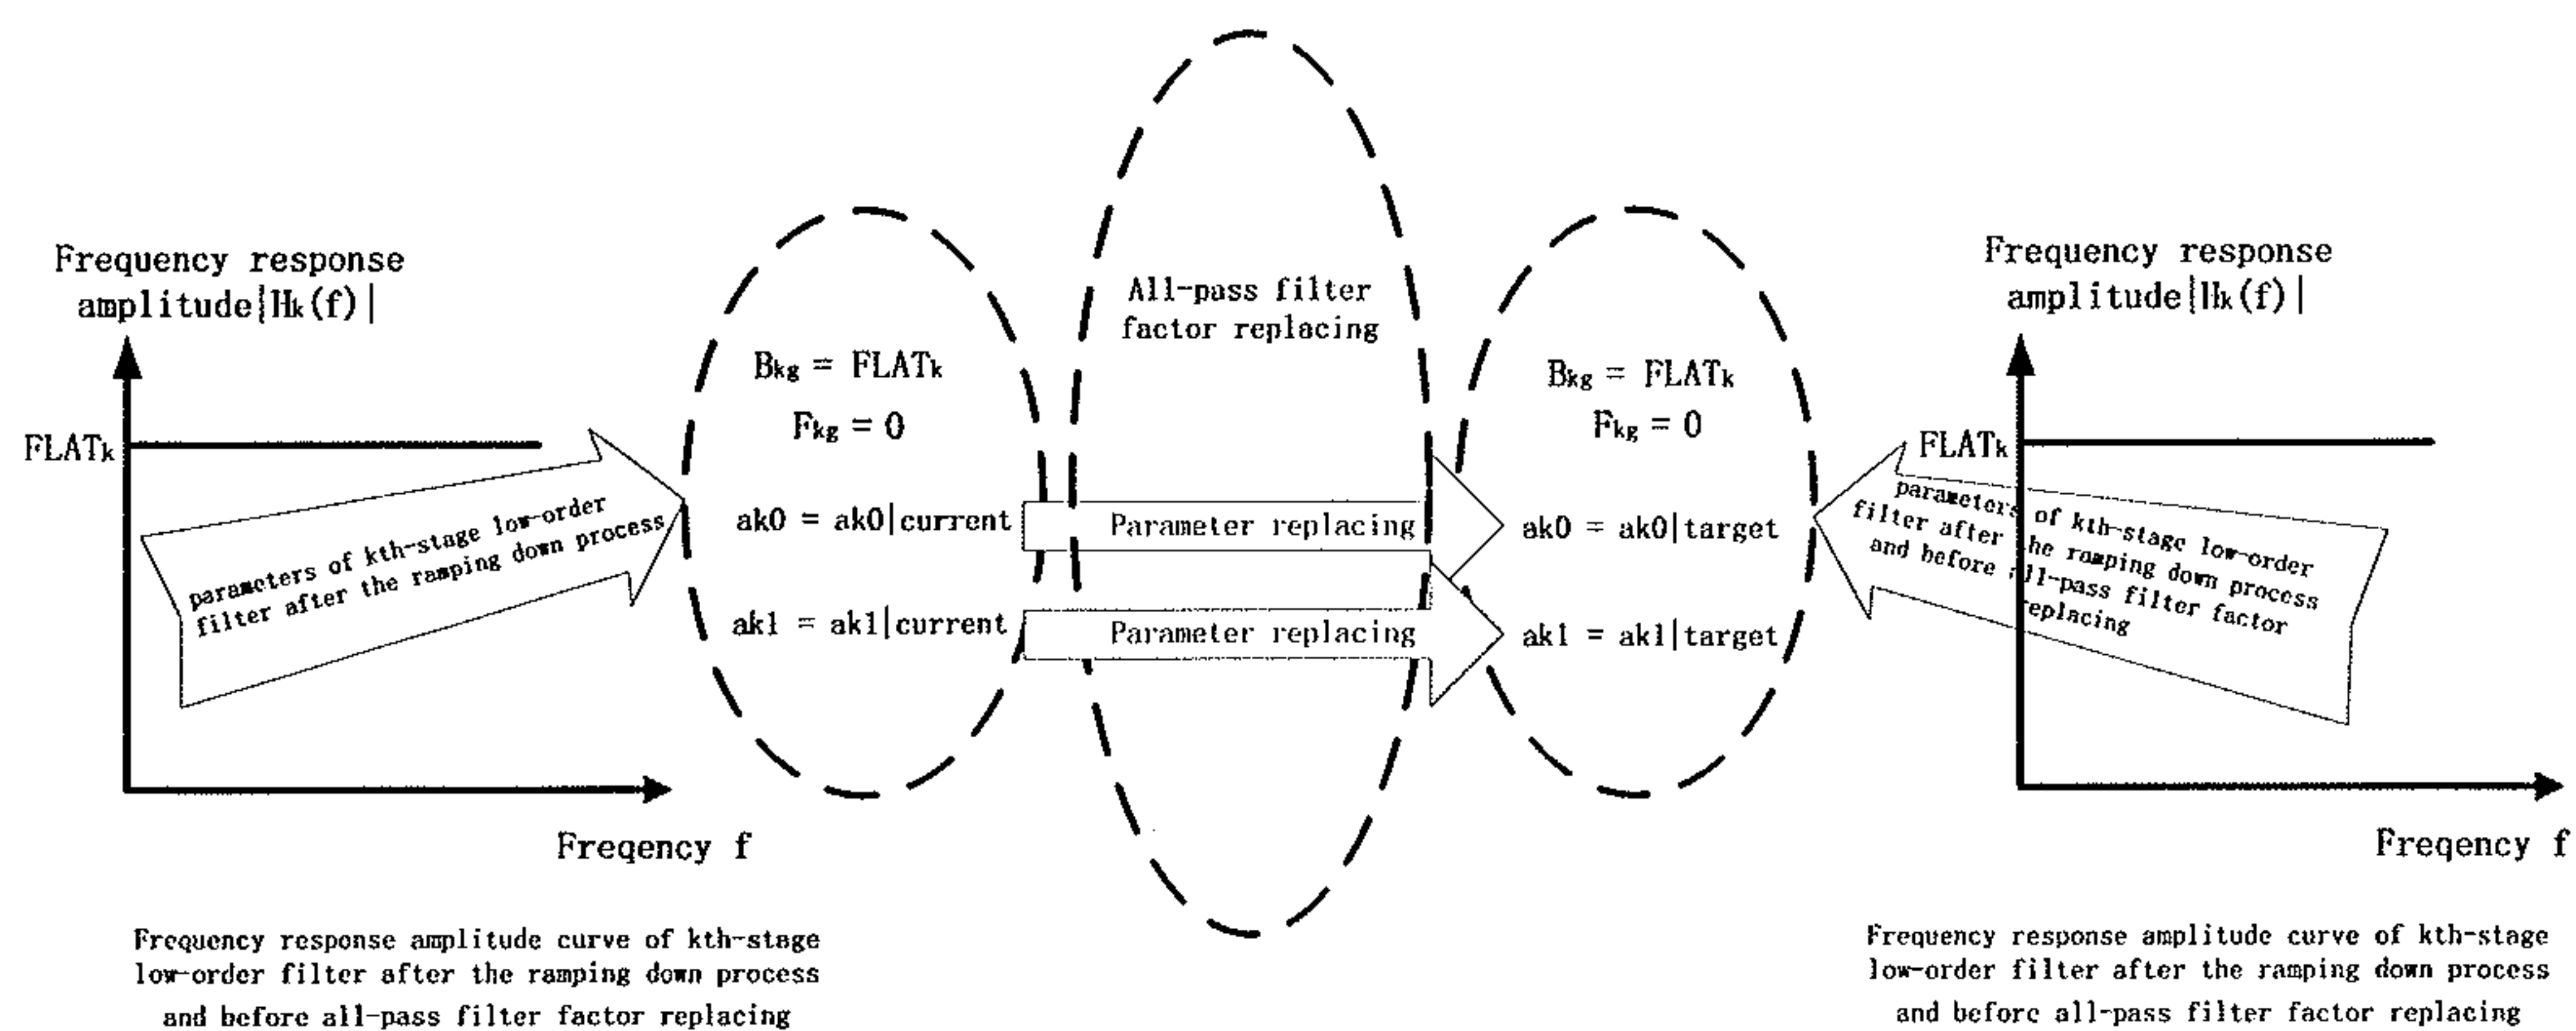 Frequency response
amplitude|Hk(f)|
FLATk
parameters of kth-stage low-order
filter after the ramping down process
Freqency f
Frequency response amplitude curve of kth-stage
low-order filter after the ramping down process
and before all-pass filter factor replacing
Bkg = FLATk
Fkg = 0
ak0 = ak0|current
ak1 = ak1|current
All-pass filter
factor replacing
Parameter replacing
Parameter replacing
Bkg = FLATk
Fkg = 0
ak0 = ak0|target
ak1 = ak1|target
Frequency response
amplitude|Hk(f)|
FLATk
parameters of kth-stage low-order
filter after the ramping down process
and before all-pass filter factor
replacing
Freqency f
Frequency response amplitude curve of kth-stage
low-order filter after the ramping down process
and before all-pass filter factor replacing